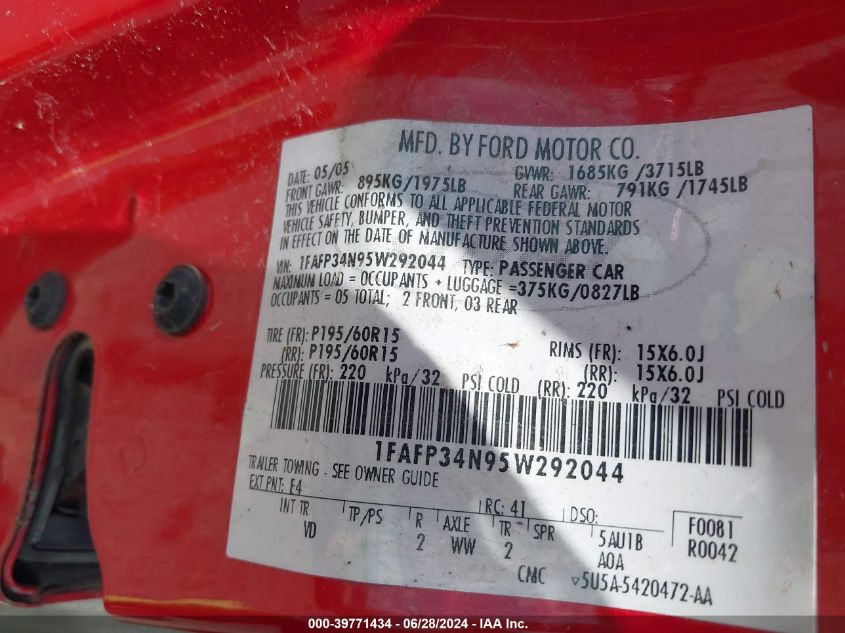 MFD. BY FORD MOTOR CO.
DATE: 05/05 GVWR: 1685KG /3715LB
FRONT GAWR: 895KG/1975LB REAR GAWR: 791KG /1745LB
THIS VEHICLE CONFORMS TO ALL APPLICABLE FEDERAL MOTOR
VEHICLE SAFETY, BUMPER, AND THEFT PREVENTION STANDARDS
IN EFFECT ON THE DATE OF MANUFACTURE SHOWN ABOVE.
VIN: 1FAFP34N95W292044 TYPE: PASSENGER CAR
MAXIMUM LOAD = OCCUPANTS + LUGGAGE =375KG/0827LB
OCCUPANTS = 05 TOTAL; 2 FRONT, 03 REAR
TIRE (FR): P195/60R15 RIMS (FR): 15X6.0J
(RR): P195/60R15 (RR): 15X6.0J
PRESSURE (FR): 220 kPa/32 PSI COLD (RR): 220 kPa/32 PSI COLD
1FAFP34N95W292044
TRAILER TOWING - SEE OWNER GUIDE
EXT PNT: E4 RC: 41 DSO: F0081
INT TR TP/PS R AXLE TR SPR 5AU1B R0042
VD 2 WW 2 AOA
CMC ▽5U5A-5420472-AA
000-39771434 / 06/28/2024 - IAA Inc.